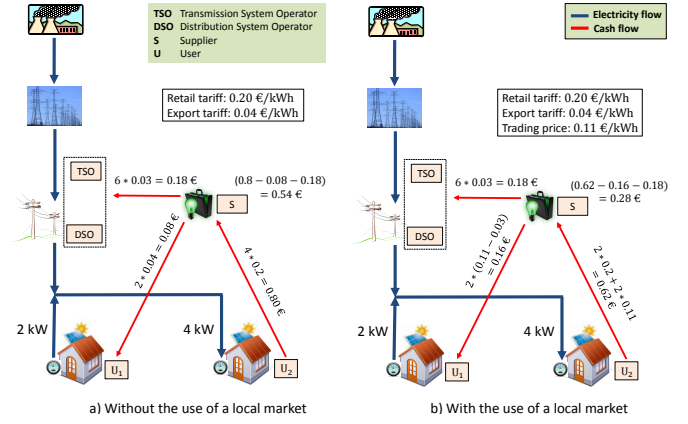 TSO Transmission System Operator
DSO Distribution System Operator
S Supplier
U User
Retail tariff: 0.20 €/kWh
Export tariff: 0.04 €/kWh
TSO
6 ∗ 0.03 = 0.18 €
(0.8 − 0.08 − 0.18)
= 0.54 €
S
DSO
2 ∗ 0.04 = 0.08 €
4 ∗ 0.2 = 0.80 €
2 kW
4 kW
U1
U2
a) Without the use of a local market
Electricity flow
Cash flow
Retail tariff: 0.20 €/kWh
Export tariff: 0.04 €/kWh
Trading price: 0.11 €/kWh
TSO
6 ∗ 0.03 = 0.18 €
(0.62 − 0.16 − 0.18)
= 0.28 €
S
DSO
2 ∗ (0.11 − 0.03)
= 0.16 €
2 ∗ 0.2 + 2 ∗ 0.11
= 0.62 €
2 kW
4 kW
U1
U2
b) With the use of a local market